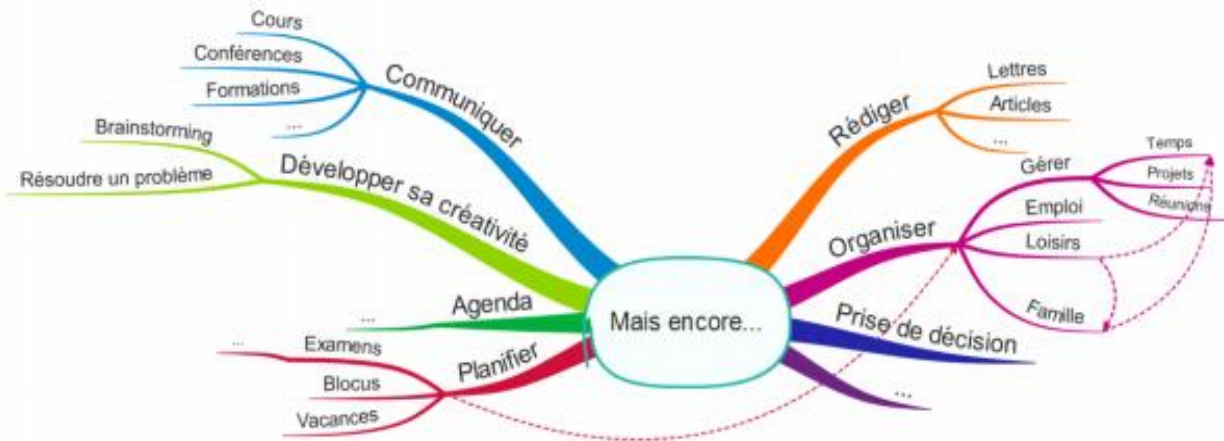 Mais encore...
Communiquer
Cours
Conférences
Formations
...
Développer sa créativité
Brainstorming
Résoudre un problème
Agenda
...
Planifier
Examens
...
Blocus
Vacances
Rédiger
Lettres
Articles
...
Organiser
Gérer
Temps
Projets
Réunions
Emploi
Loisirs
Famille
Prise de décision
...